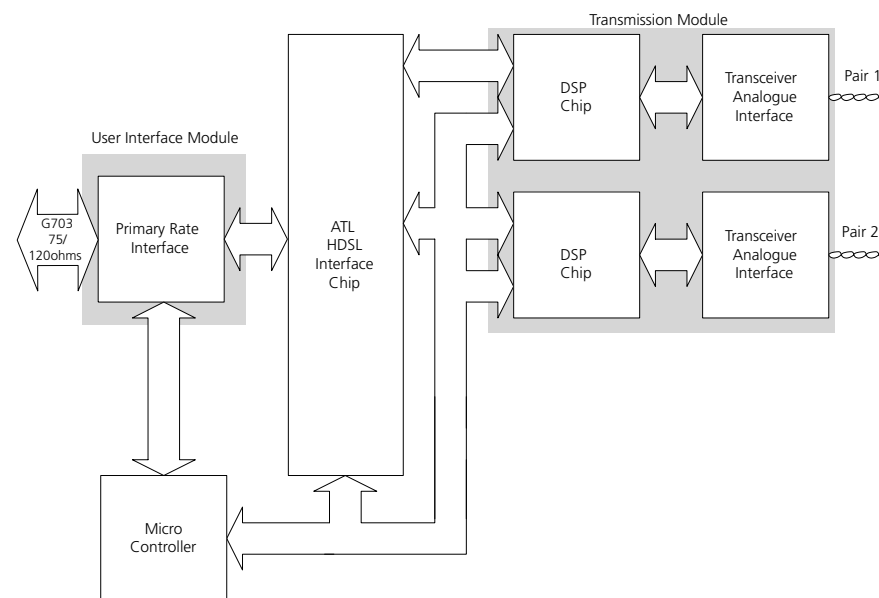 Transmission Module
DSP
Chip
Transceiver
Analogue
Interface
Pair 1
User Interface Module
G703
75/
120ohms
Primary Rate
Interface
ATL
HDSL
Interface
Chip
DSP
Chip
Transceiver
Analogue
Interface
Pair 2
Micro
Controller